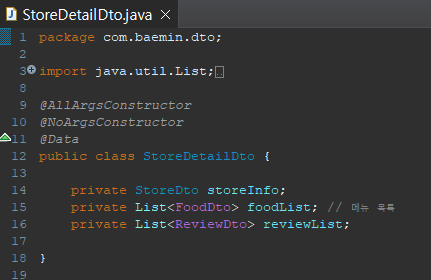 StoreDetailDto.java
1 package com.baemin.dto;
2
3 import java.util.List;
8
9 @AllArgsConstructor
10 @NoArgsConstructor
11 @Data
12 public class StoreDetailDto {
13
14 private StoreDto storeInfo;
15 private List<FoodDto> foodList; // 메뉴 목록
16 private List<ReviewDto> reviewList;
17
18 }
19